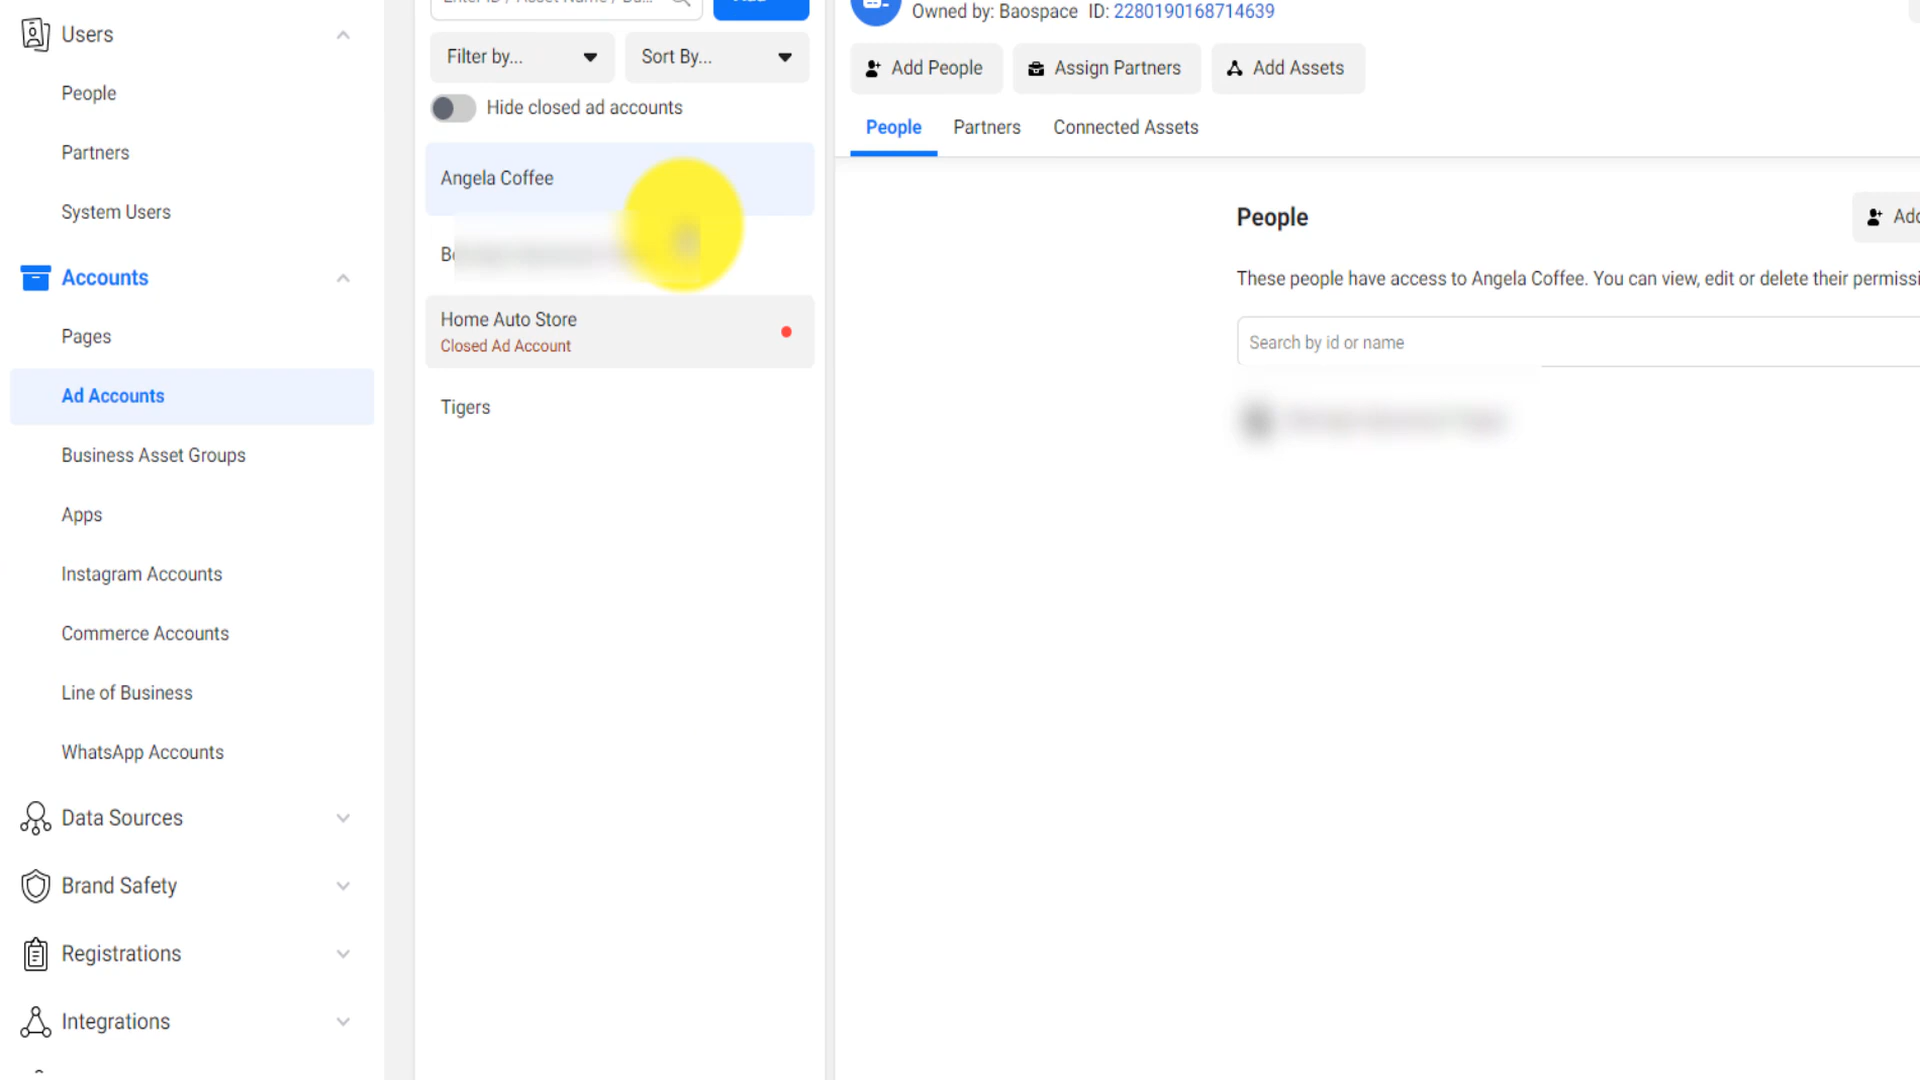 Users
People
Partners
System Users
Accounts
Pages
Ad Accounts
Business Asset Groups
Apps
Instagram Accounts
Commerce Accounts
Line of Business
WhatsApp Accounts
Data Sources
Brand Safety
Registrations
Integrations
Filter by...
Sort By...
Hide closed ad accounts
Angela Coffee
Home Auto Store
Closed Ad Account
Tigers
Owned by: Baospace ID: 2280190168714639
Add People
Assign Partners
Add Assets
People
Partners
Connected Assets
People
These people have access to Angela Coffee. You can view, edit or delete their
Search by id or name